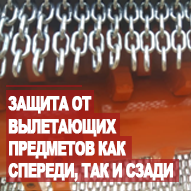 ЗАЩИТА ОТ
ВЫЛЕТАЮЩИХ
ПРЕДМЕТОВ КАК
СПЕРЕДИ, ТАК И СЗАДИ